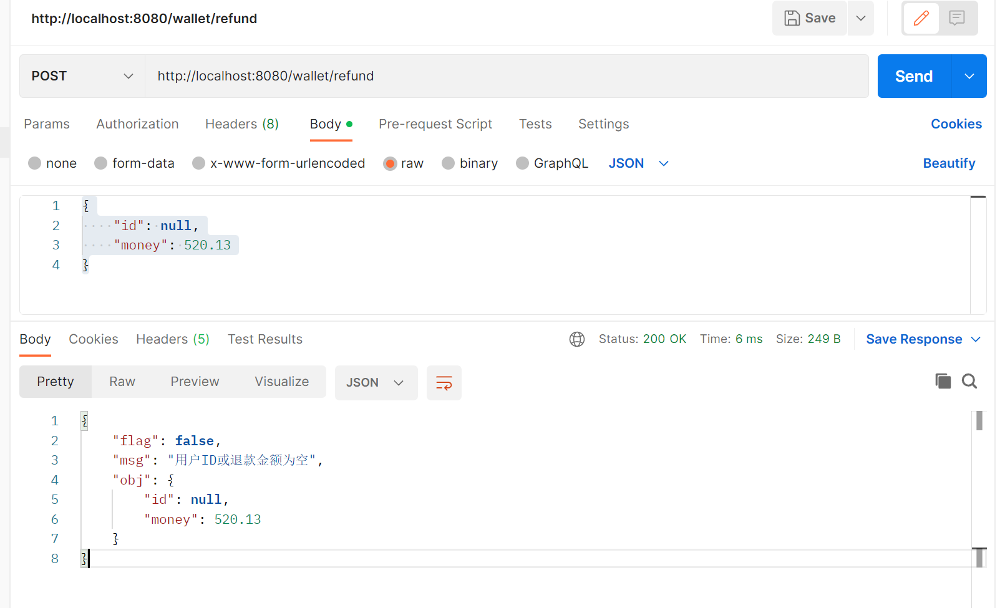 http://localhost:8080/wallet/refund Save
POST http://localhost:8080/wallet/refund Send
Params Authorization Headers (8) Body Pre-request Script Tests Settings Cookies
none form-data x-www-form-urlencoded raw binary GraphQL JSON Beautify
1 {
2 "id": null,
3 "money": 520.13
4 }
Body Cookies Headers (5) Test Results Status: 200 OK Time: 6 ms Size: 249 B Save Response
Pretty Raw Preview Visualize JSON
1 {
2 "flag": false,
3 "msg": "用户ID或退款金额为空",
4 "obj": {
5 "id": null,
6 "money": 520.13
7 }
8 }